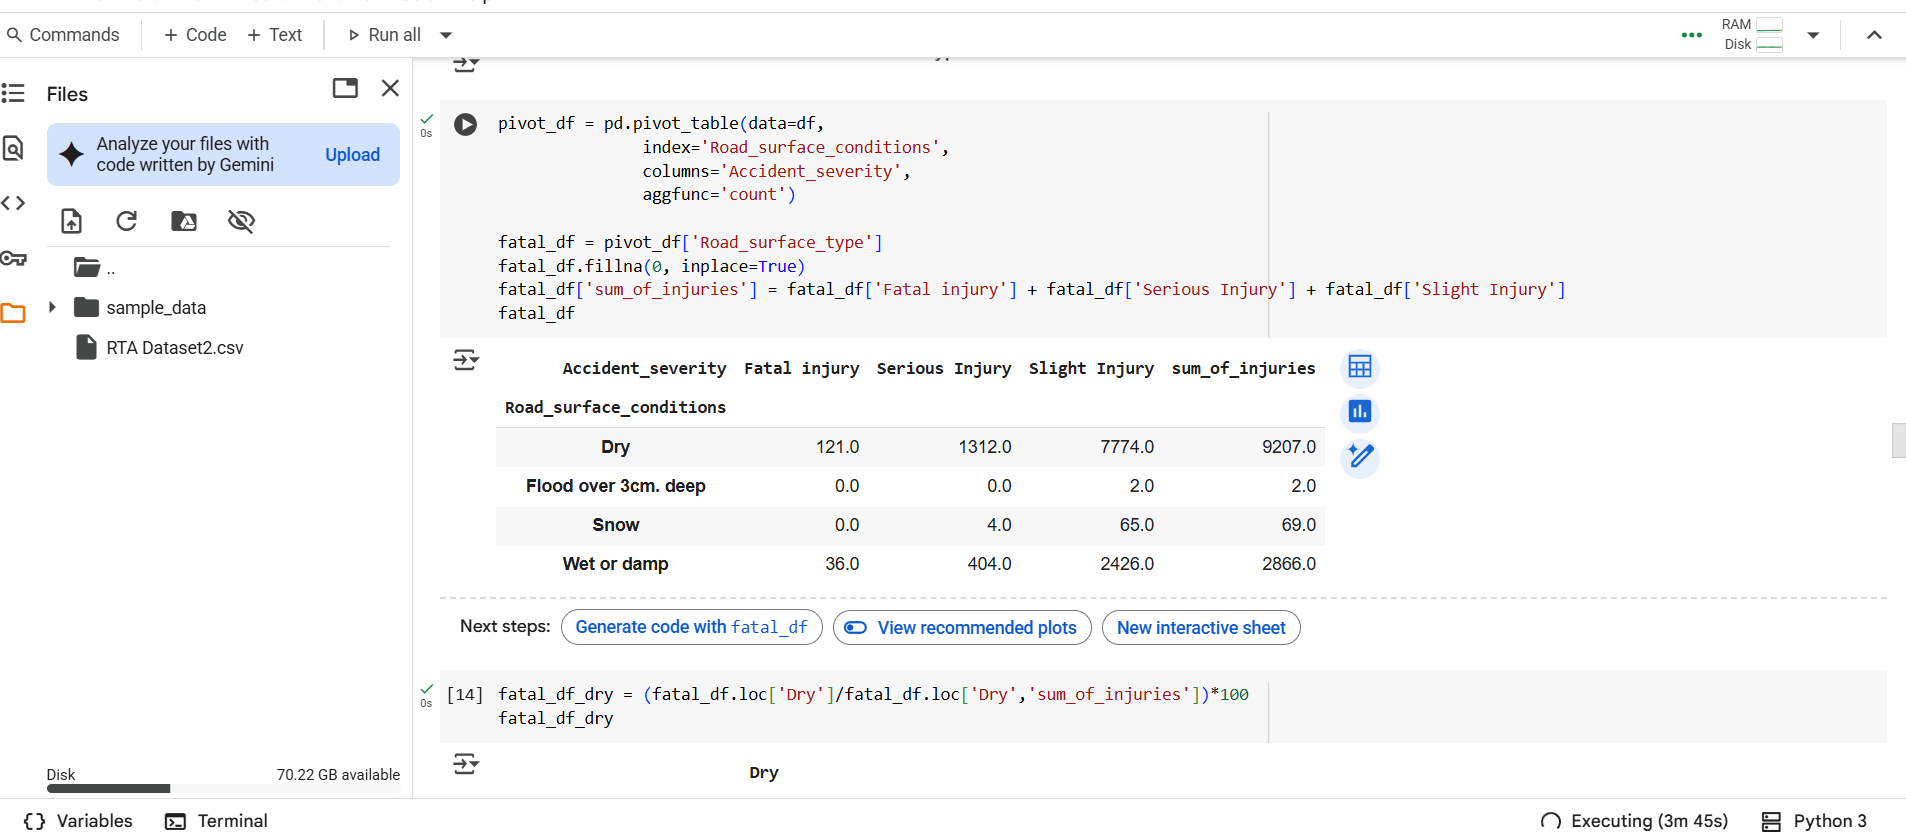 Commands
+ Code
+ Text
Run all
RAM
Disk
Files
Analyze your files with
code written by Gemini
Upload
..
sample_data
RTA Dataset2.csv
Disk
70.22 GB available
0s
pivot_df = pd.pivot_table(data=df,
index='Road_surface_conditions',
columns='Accident_severity',
aggfunc='count')
fatal_df = pivot_df['Road_surface_type']
fatal_df.fillna(0, inplace=True)
fatal_df['sum_of_injuries'] = fatal_df['Fatal injury'] + fatal_df['Serious Injury'] + fatal_df['Slight Injury']
fatal_df
Accident_severity Fatal injury Serious Injury Slight Injury sum_of_injuries
Road_surface_conditions
Dry 121.0 1312.0 7774.0 9207.0
Flood over 3cm. deep 0.0 0.0 2.0 2.0
Snow 0.0 4.0 65.0 69.0
Wet or damp 36.0 404.0 2426.0 2866.0
Next steps: Generate code with fatal_df View recommended plots New interactive sheet
0s
[14] fatal_df_dry = (fatal_df.loc['Dry']/fatal_df.loc['Dry','sum_of_injuries'])*100
fatal_df_dry
Dry
Variables
Terminal
Executing (3m 45s)
Python 3